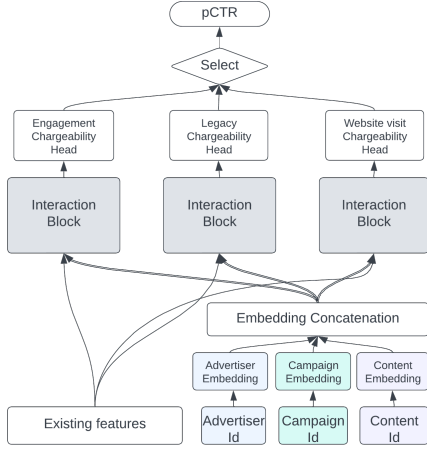 pCTR
Select
Engagement
Chargeability
Head
Legacy
Chargeability
Head
Website visit
Chargeability
Head
Interaction
Block
Interaction
Block
Interaction
Block
Embedding Concatenation
Advertiser
Embedding
Campaign
Embedding
Content
Embedding
Existing features
Advertiser
Id
Campaign
Id
Content
Id